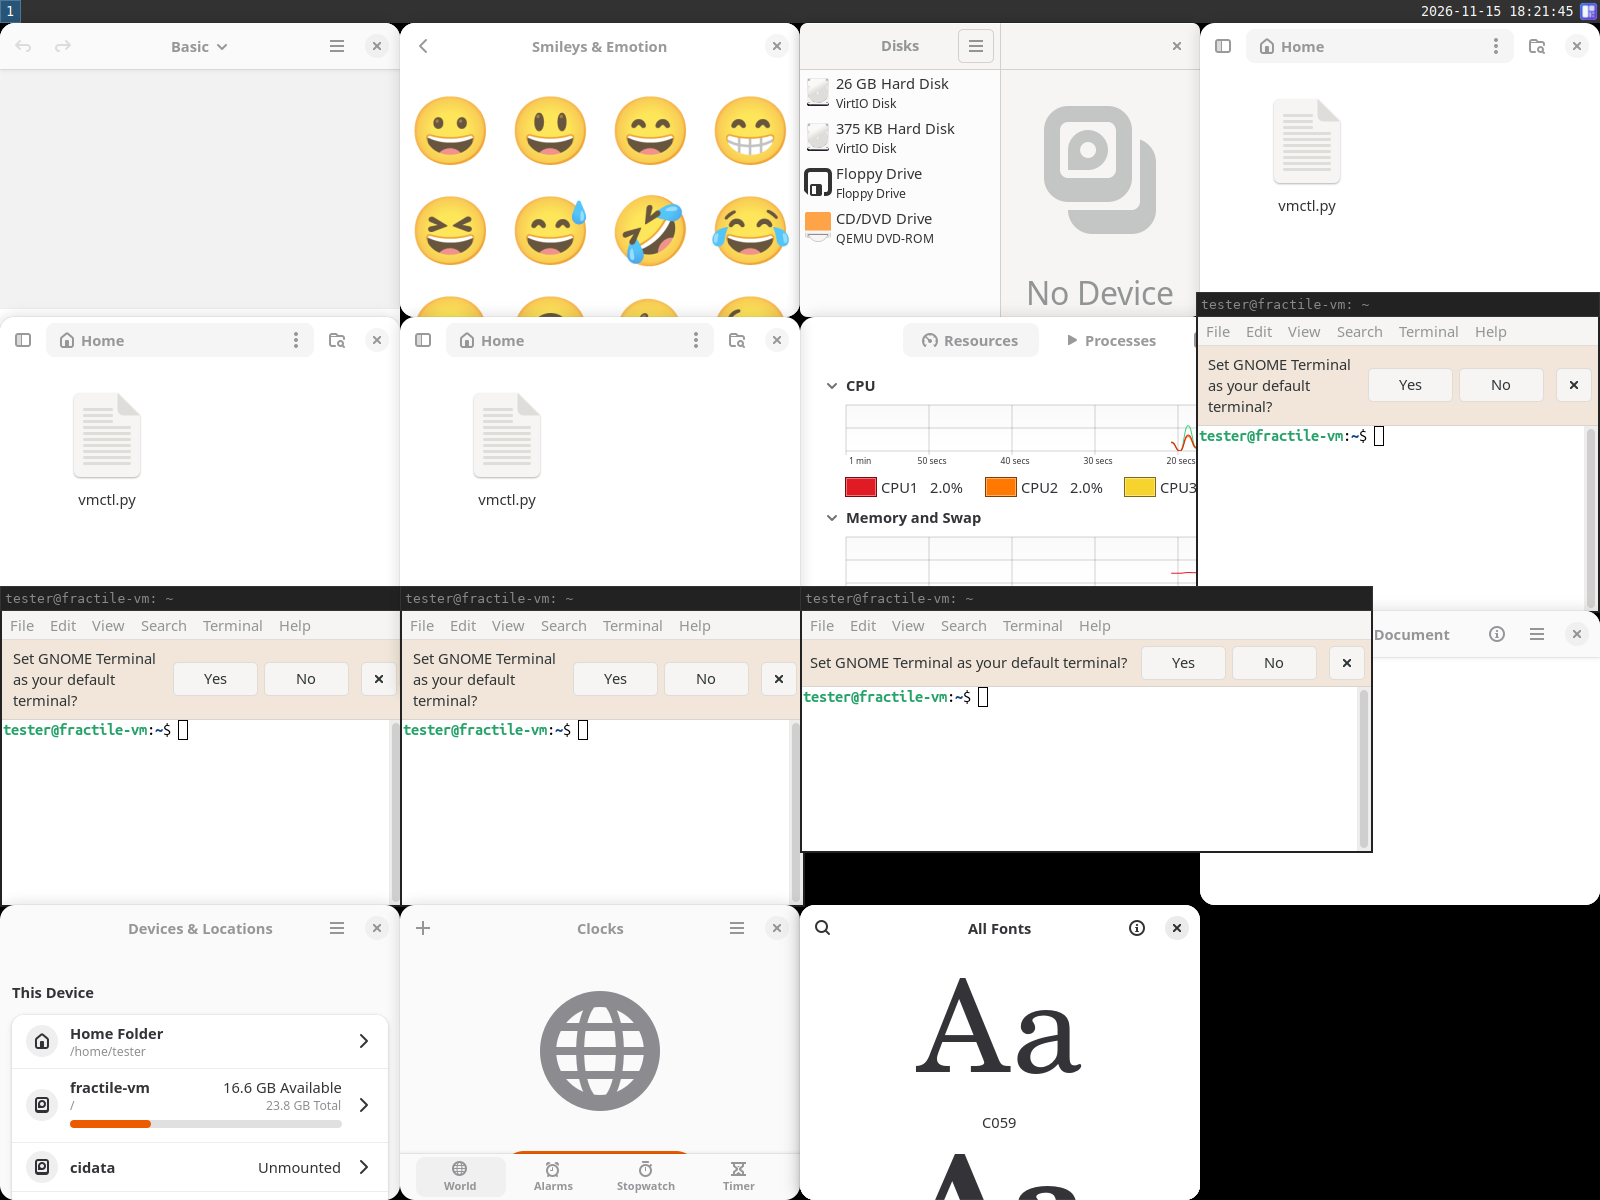 1
2026-11-15 18:21:45
Basic
Smileys & Emotion
Disks
26 GB Hard Disk
VirtIO Disk
375 KB Hard Disk
VirtIO Disk
Floppy Drive
Floppy Drive
CD/DVD Drive
QEMU DVD-ROM
No Device
Home
vmctl.py
Home
vmctl.py
Home
vmctl.py
Resources
Processes
CPU
1 min
50 secs
40 secs
30 secs
20 secs
CPU1 2.0%
CPU2 2.0%
CPU3
Memory and Swap
tester@fractile-vm: ~
File Edit View Search Terminal Help
Set GNOME Terminal
as your default
terminal?
Yes
No
tester@fractile-vm:~$
tester@fractile-vm: ~
File Edit View Search Terminal Help
Set GNOME Terminal
as your default
terminal?
Yes
No
tester@fractile-vm:~$
tester@fractile-vm: ~
File Edit View Search Terminal Help
Set GNOME Terminal
as your default
terminal?
Yes
No
tester@fractile-vm:~$
tester@fractile-vm: ~
File Edit View Search Terminal Help
Set GNOME Terminal as your default terminal?
Yes
No
tester@fractile-vm:~$
Document
Devices & Locations
This Device
Home Folder
/home/tester
fractile-vm
16.6 GB Available
/
23.8 GB Total
cidata
Unmounted
Clocks
World
Alarms
Stopwatch
Timer
All Fonts
Aa
C059
Aa